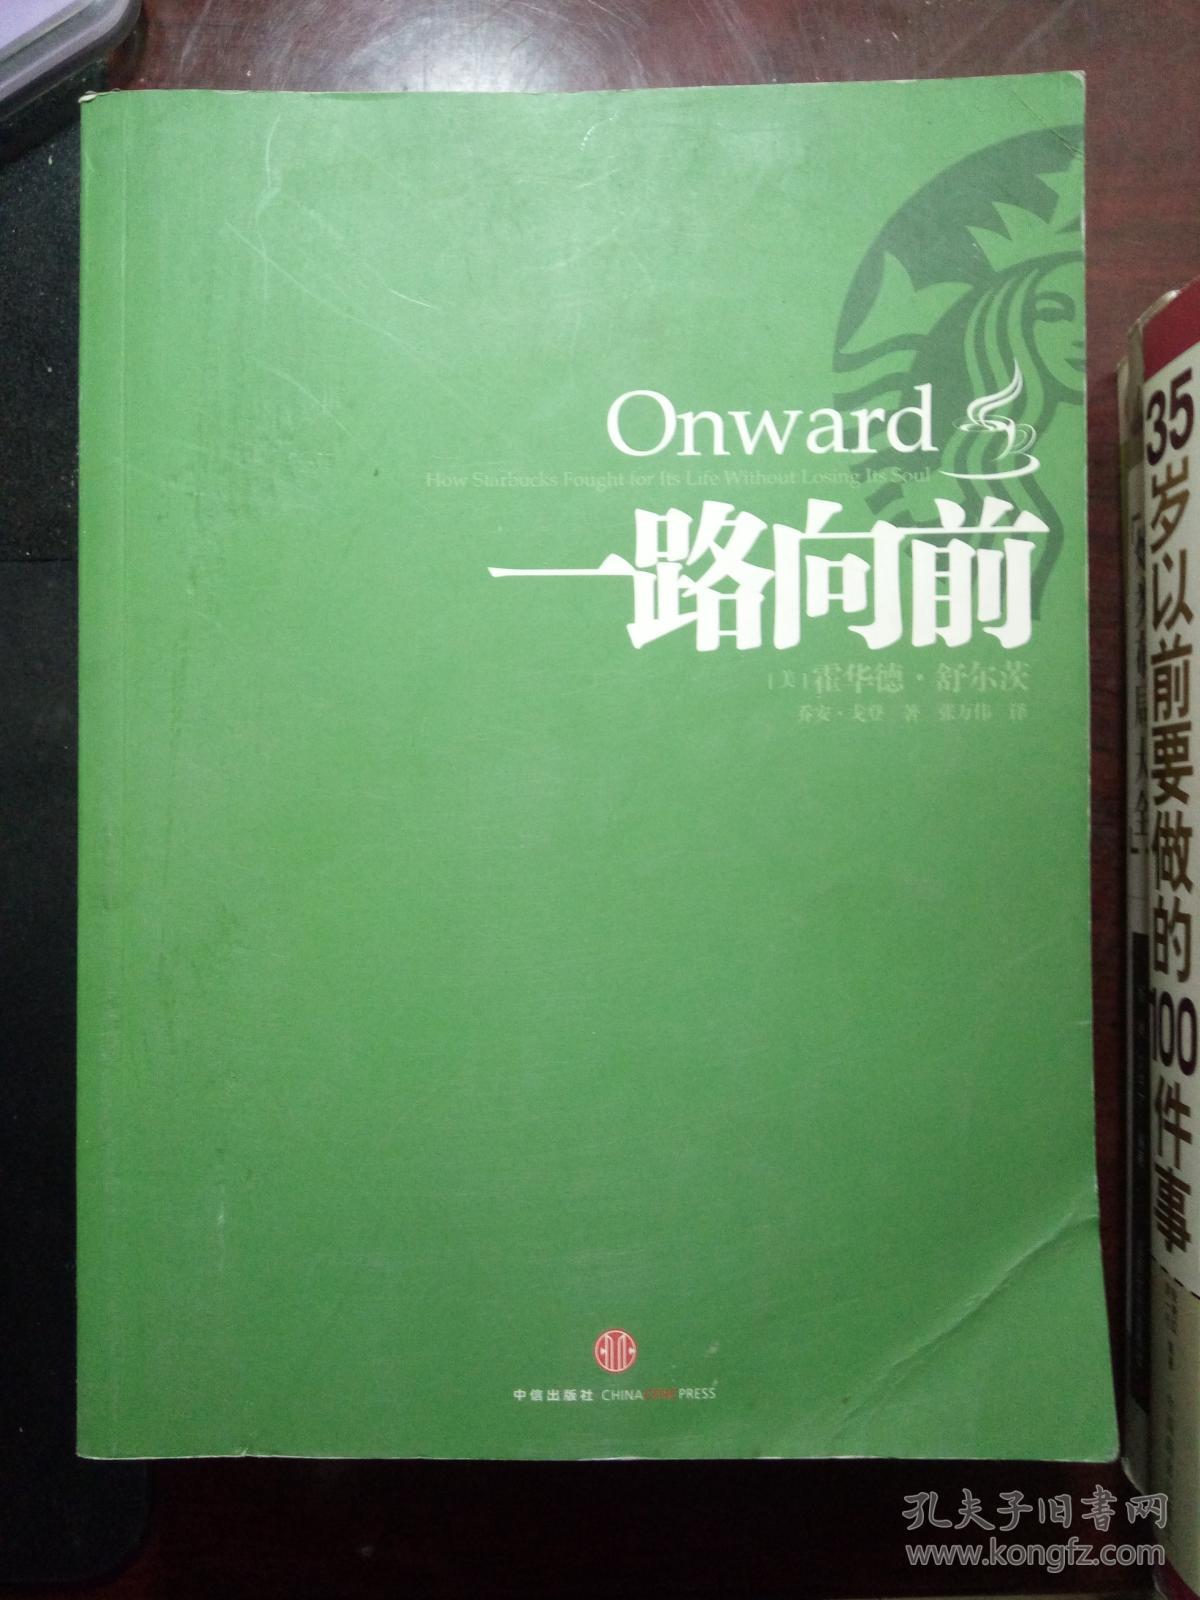 Onward
How Starbucks Fought for Its Life Without Losing Its Soul
一路向前
[美]霍华德·舒尔茨
乔安·戈登 著 张万伟 译
中信出版社 CHINA CITIC PRESS
35岁以前要做的100件事
孔夫子旧书网
www.kongfz.com